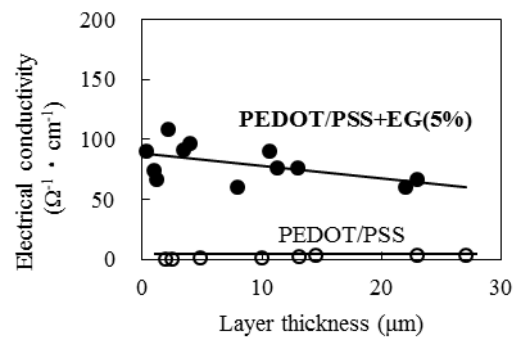 200
150
100
50
0
Electrical conductivity
(Ω⁻¹・cm⁻¹)
PEDOT/PSS+EG(5%)
PEDOT/PSS
0 10 20 30
Layer thickness (μm)